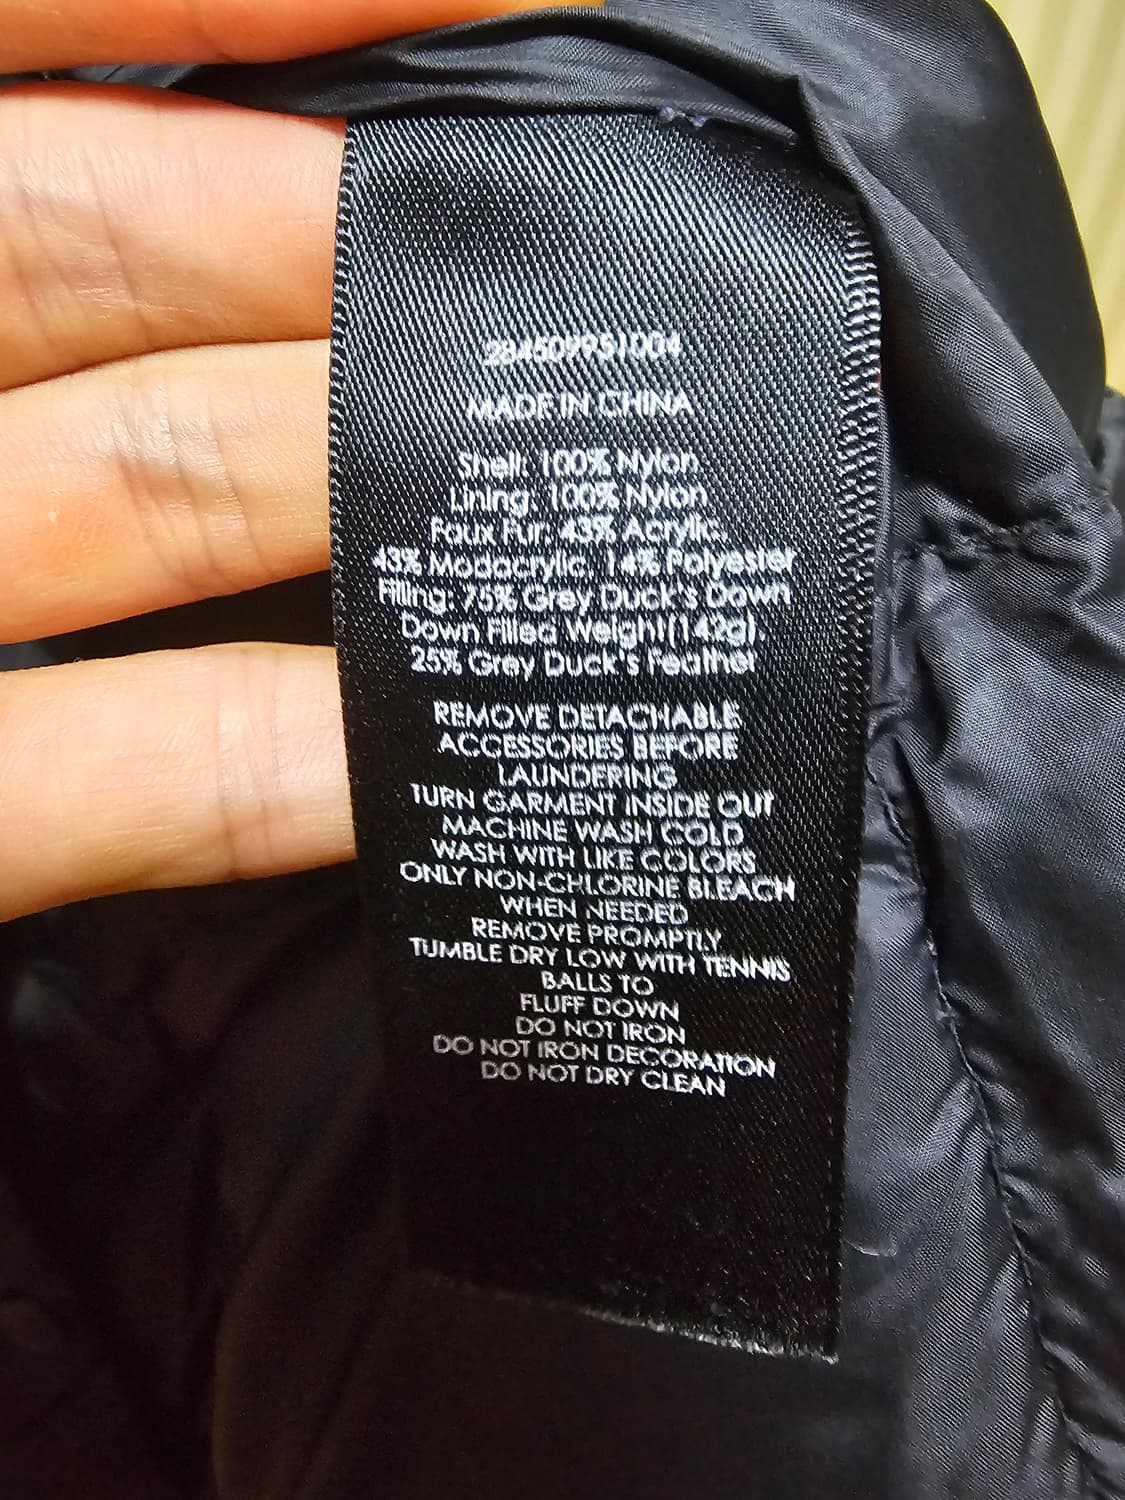 284509951004
MADE IN CHINA
Shell: 100% Nylon
Lining: 100% Nylon
Faux Fur: 43% Acrylic,
43% Modacrylic, 14% Polyester
Filling: 75% Grey Duck's Down
Down Filled Weight(142g),
25% Grey Duck's Feather
REMOVE DETACHABLE
ACCESSORIES BEFORE
LAUNDERING
TURN GARMENT INSIDE OUT
MACHINE WASH COLD
WASH WITH LIKE COLORS
ONLY NON-CHLORINE BLEACH
WHEN NEEDED
REMOVE PROMPTLY
TUMBLE DRY LOW WITH TENNIS
BALLS TO
FLUFF DOWN
DO NOT IRON
DO NOT IRON DECORATION
DO NOT DRY CLEAN